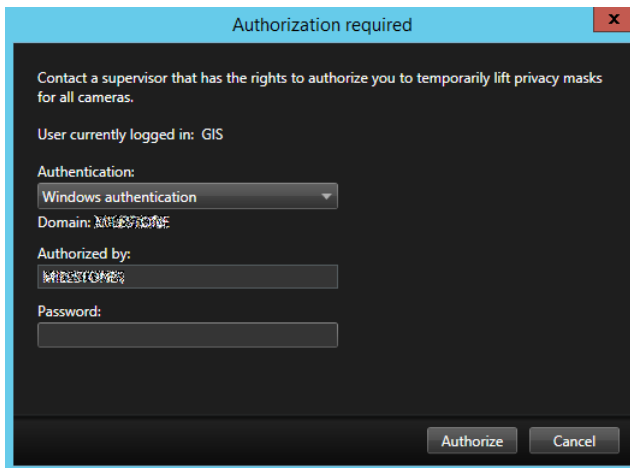 Authorization required
x
Contact a supervisor that has the rights to authorize you to temporarily lift privacy masks
for all cameras.
User currently logged in: GIS
Authentication:
Windows authentication
Domain:
Authorized by:
Password:
Authorize
Cancel